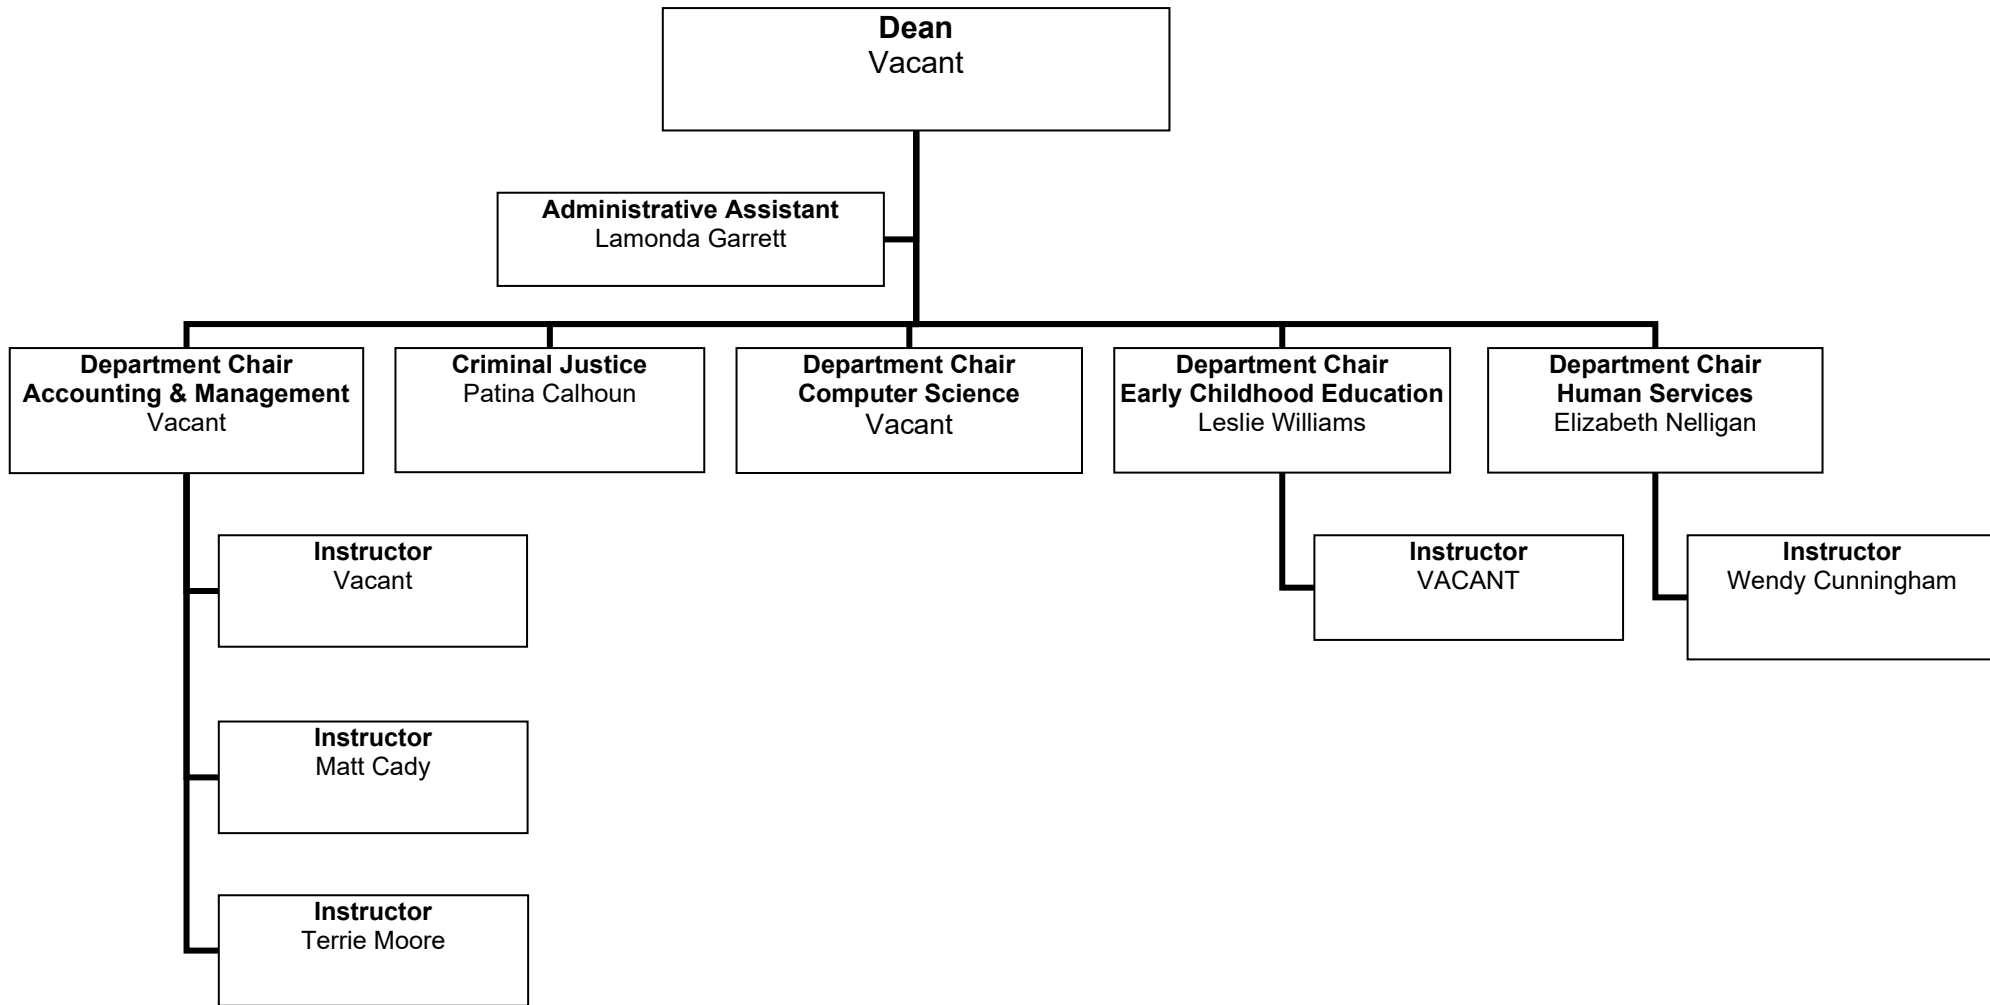 Dean
Vacant
Administrative Assistant
Lamonda Garrett
Department Chair
Accounting & Management
Vacant
Criminal Justice
Patina Calhoun
Department Chair
Computer Science
Vacant
Department Chair
Early Childhood Education
Leslie Williams
Department Chair
Human Services
Elizabeth Nelligan
Instructor
Vacant
Instructor
VACANT
Instructor
Wendy Cunningham
Instructor
Matt Cady
Instructor
Terrie Moore